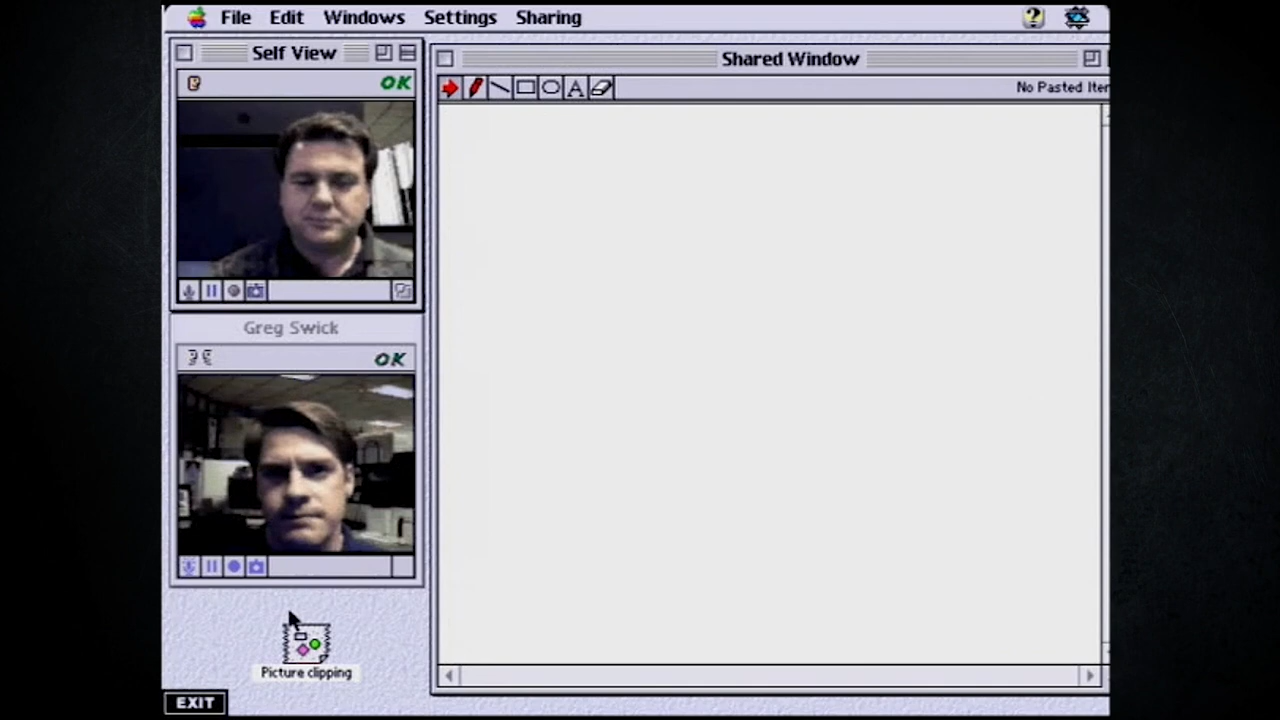 File Edit Windows Settings Sharing
Self View
OK
Greg Swick
OK
Shared Window
A
No Pasted Iter
Picture clipping
EXIT